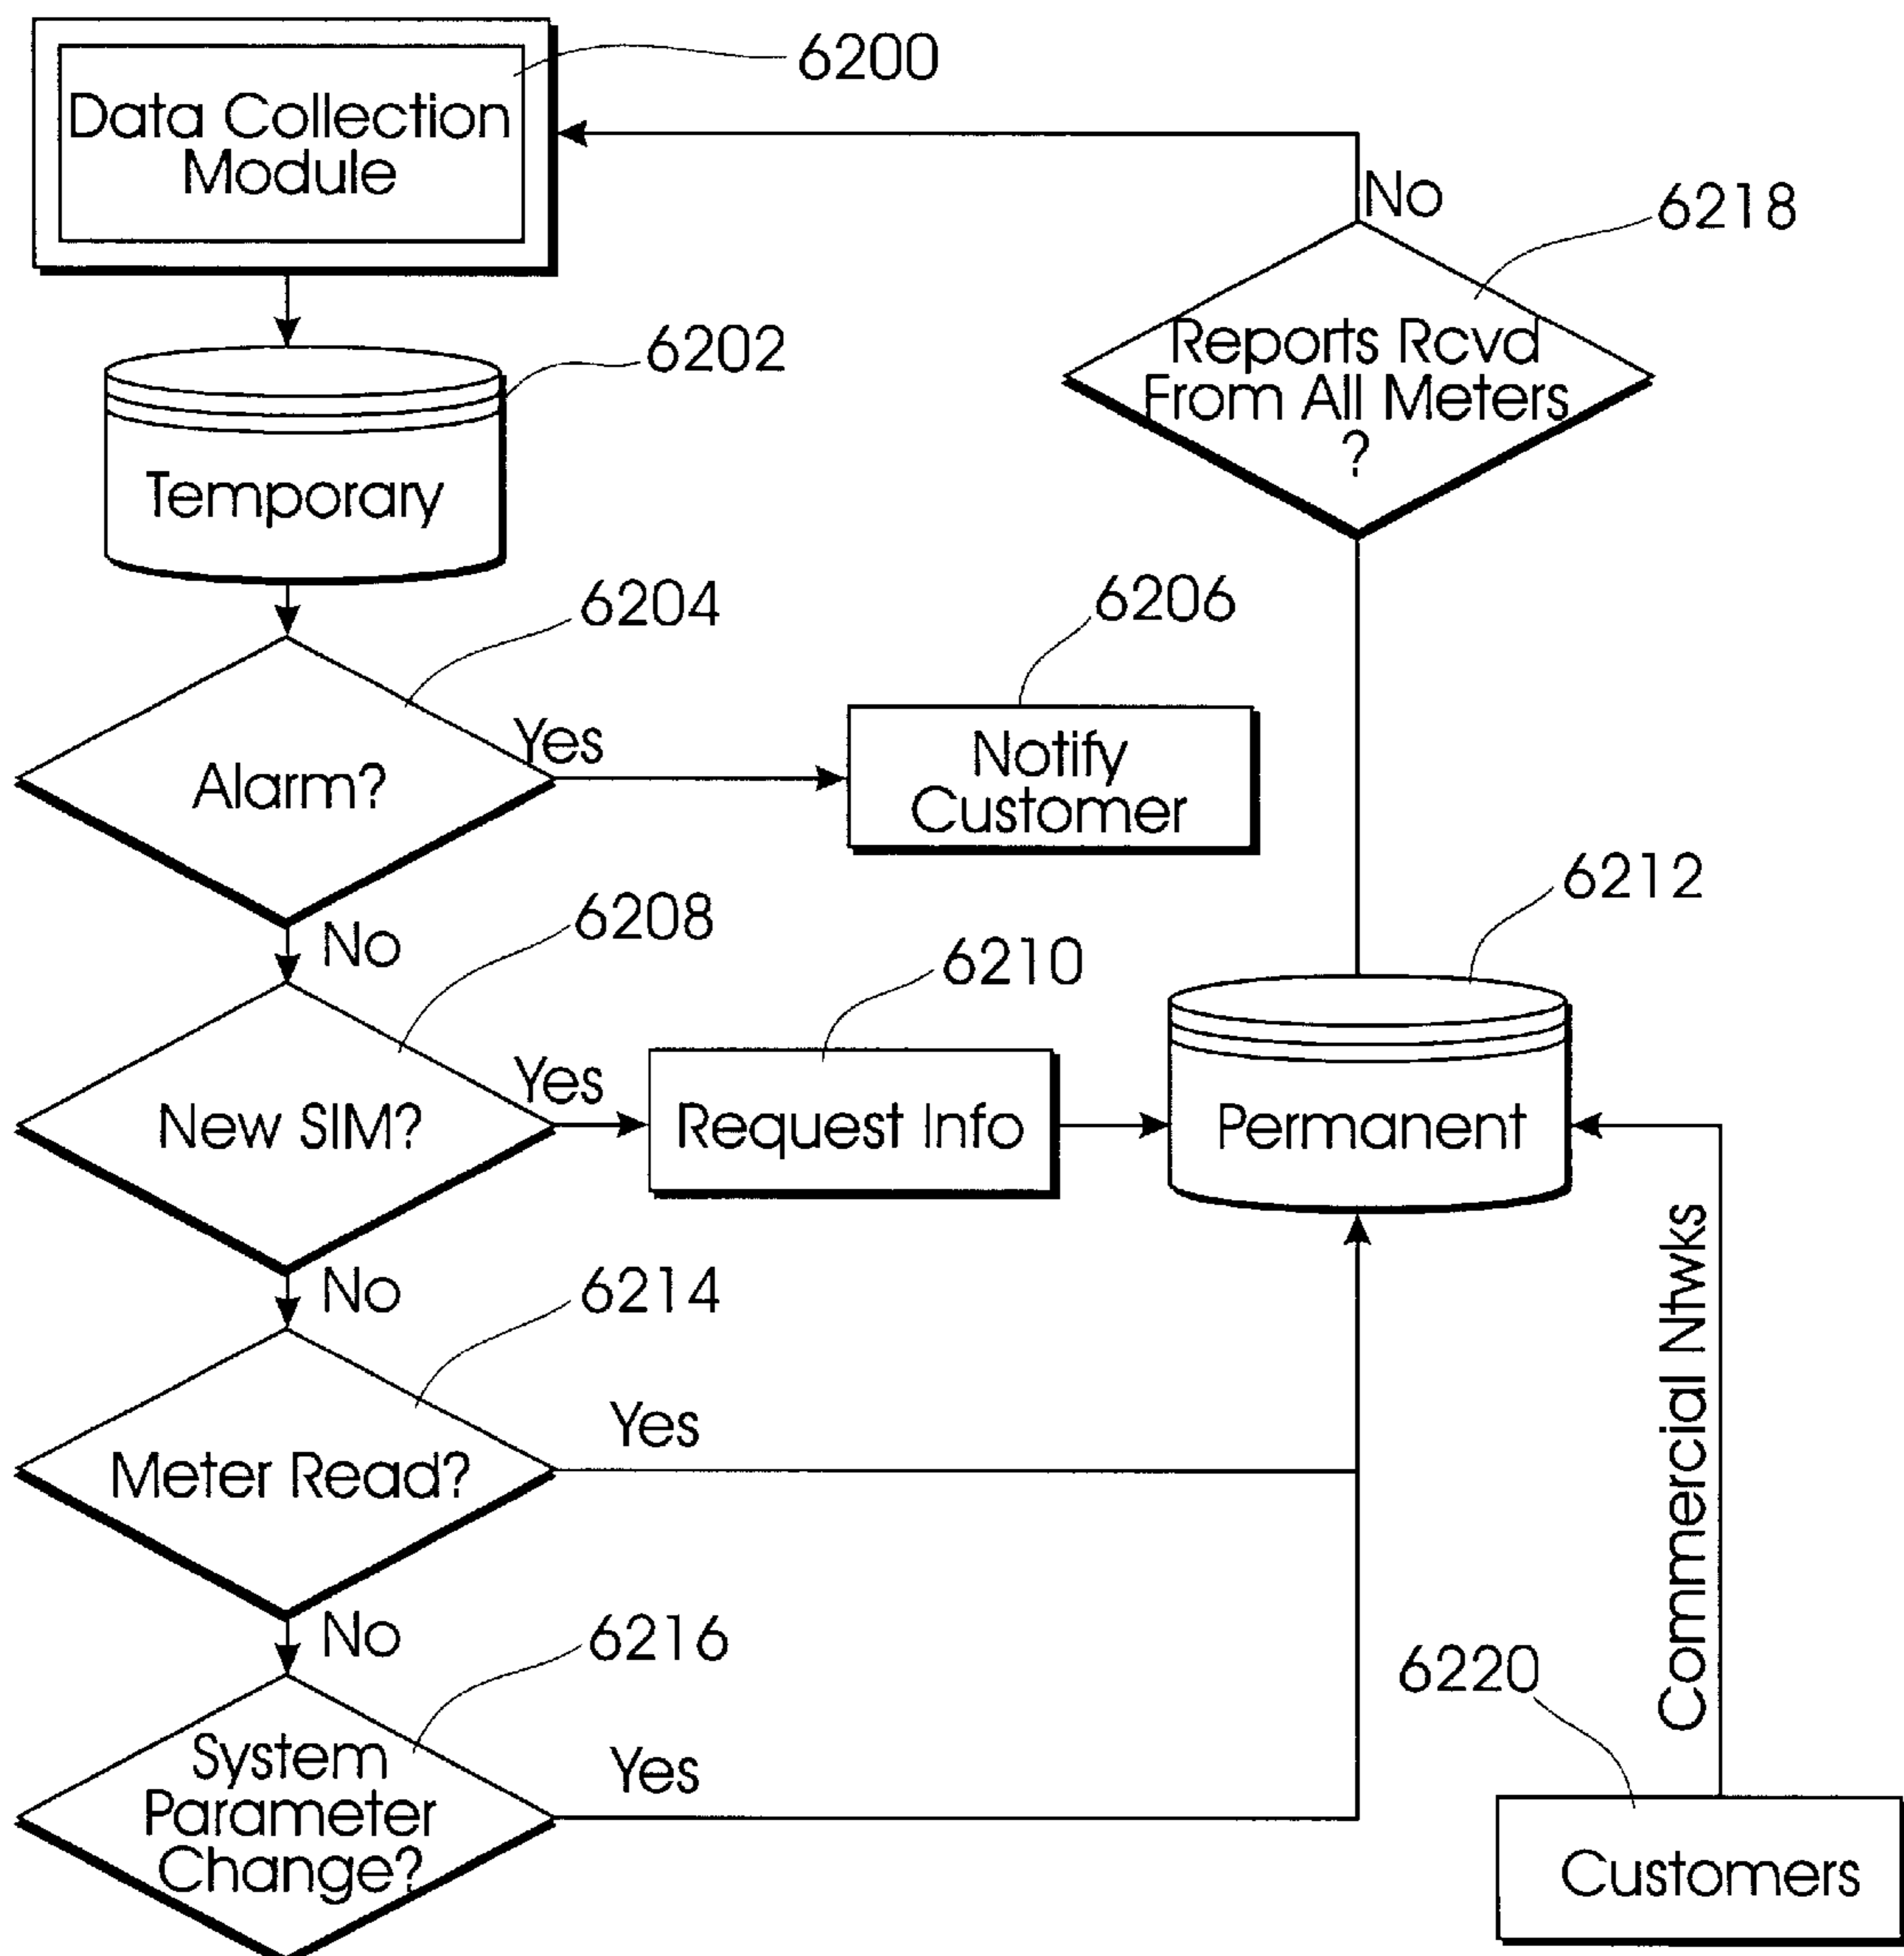 6200
Data Collection
Module
No
6218
6202
Reports Rcvd
From All Meters
?
Temporary
6204
6206
Yes
Notify
Customer
Alarm?
6212
No
6208
6210
Yes
New SIM?
Request Info
Permanent
No
6214
Commercial Ntwks
Yes
Meter Read?
No
6216
6220
System
Parameter
Change?
Yes
Customers